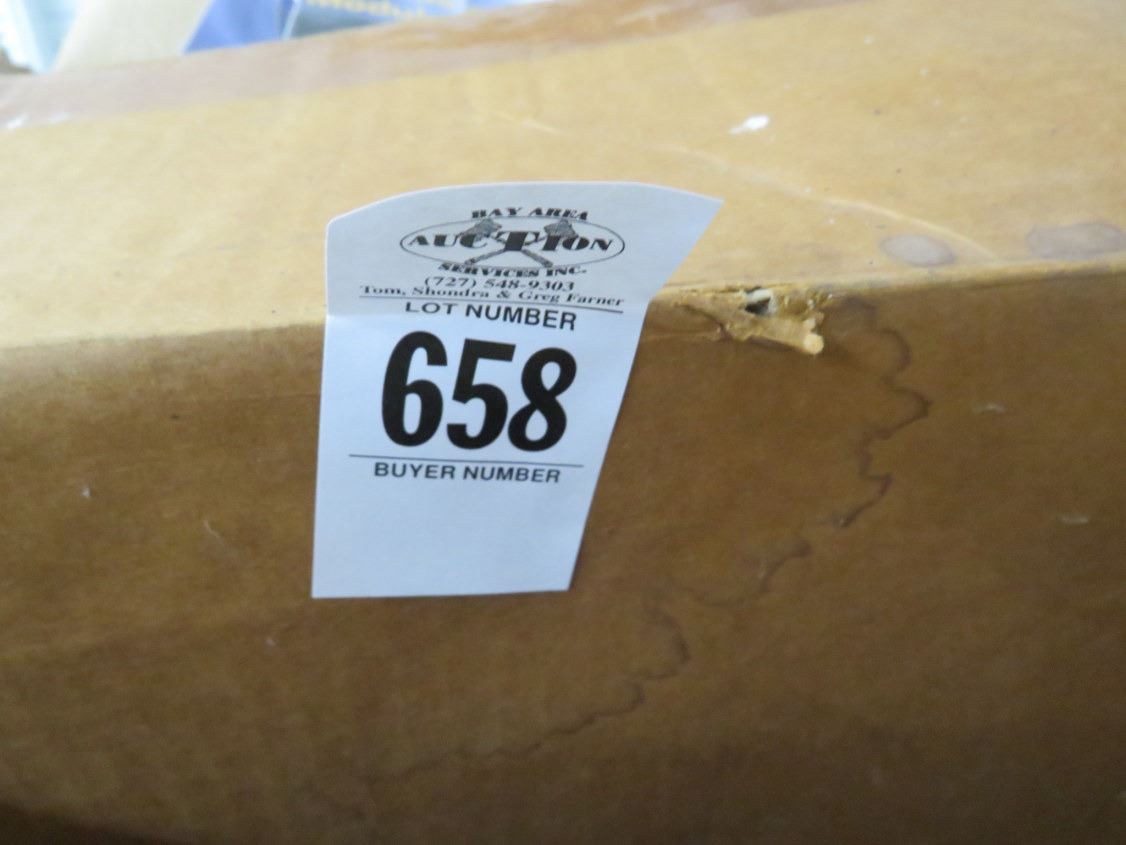 BAY AREA
AUCTION
SERVICES INC.
(727) 548-9303
Tom, Shondra & Greg Farner
LOT NUMBER
658
BUYER NUMBER